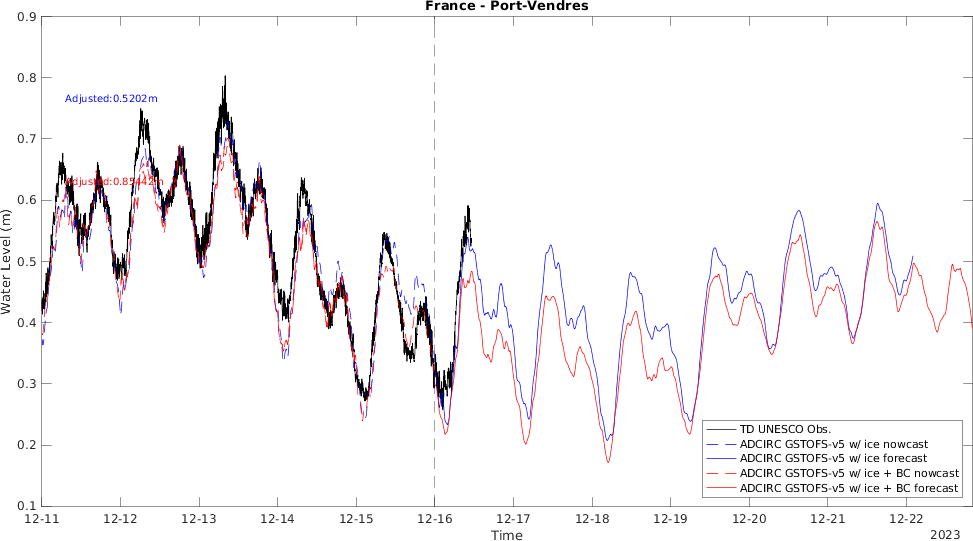 France - Port-Vendres
0.9
0.8
0.7
0.6
0.5
0.4
0.3
0.2
0.1
Water Level (m)
Adjusted:0.5202m
Adjusted:0.85442m
TD UNESCO Obs.
ADCIRC GSTOFS-v5 w/ ice nowcast
ADCIRC GSTOFS-v5 w/ ice forecast
ADCIRC GSTOFS-v5 w/ ice + BC nowcast
ADCIRC GSTOFS-v5 w/ ice + BC forecast
12-11 12-12 12-13 12-14 12-15 12-16 12-17 12-18 12-19 12-20 12-21 12-22
Time
2023